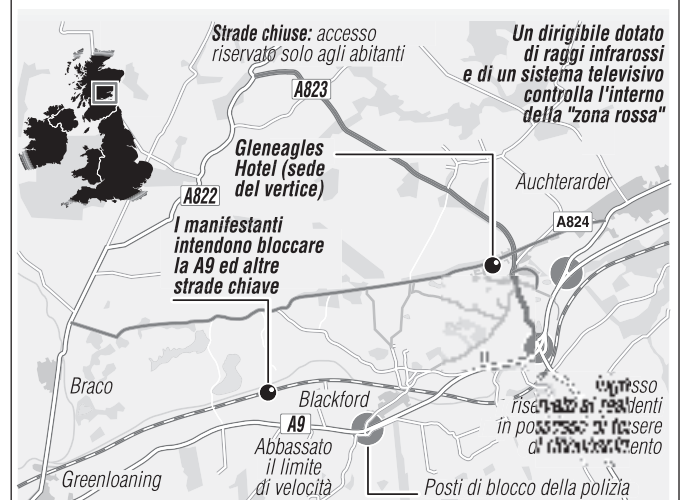 Strade chiuse: accesso
riservato solo agli abitanti
Un dirigibile dotato
di raggi infrarossi
e di un sistema televisivo
controlla l'interno
della "zona rossa"
A823
Gleneagles
Hotel (sede
del vertice)
Auchterarder
A822
A824
I manifestanti
intendono bloccare
la A9 ed altre
strade chiave
Braco
Blackford
A9
Abbassato
il limite
di velocità
in
Greenloaning
Posti di blocco della polizia